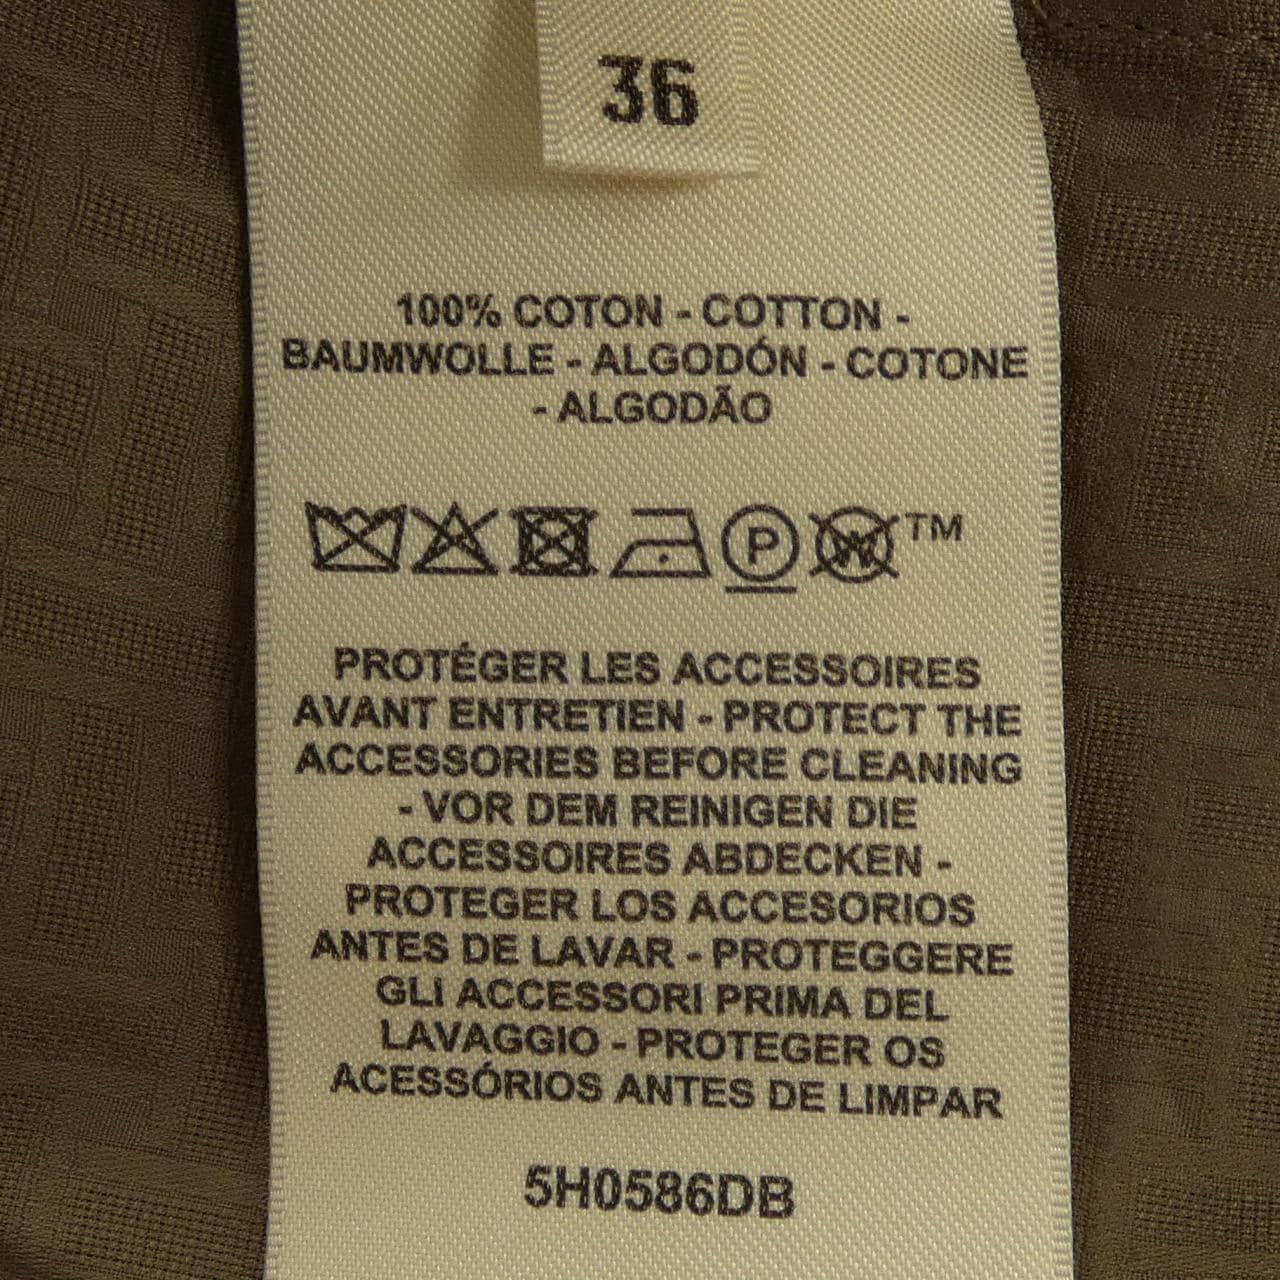 36
100% COTON - COTTON -
BAUMWOLLE - ALGODÓN - COTONE
- ALGODÃO
P W ™
PROTÉGER LES ACCESSOIRES
AVANT ENTRETIEN - PROTECT THE
ACCESSORIES BEFORE CLEANING
- VOR DEM REINIGEN DIE
ACCESSOIRES ABDECKEN -
PROTEGER LOS ACCESORIOS
ANTES DE LAVAR - PROTEGGERE
GLI ACCESSORI PRIMA DEL
LAVAGGIO - PROTEGER OS
ACESSÓRIOS ANTES DE LIMPAR
5H0586DB